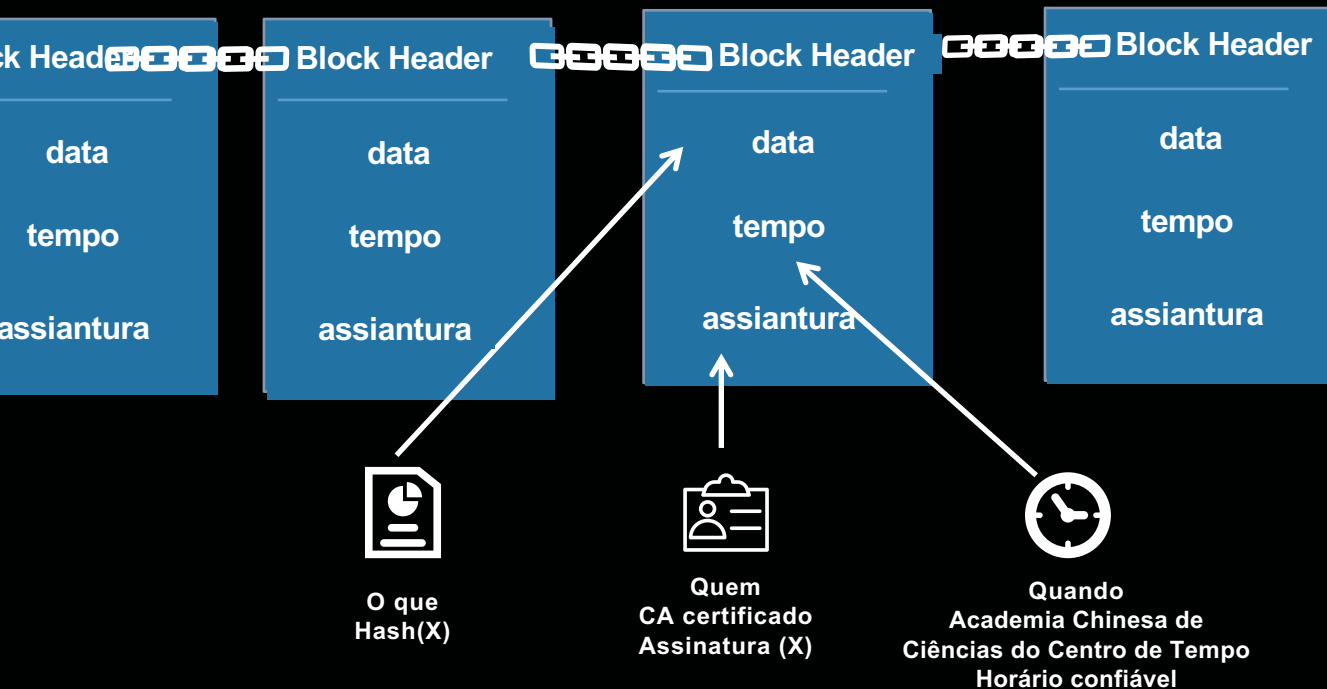 ck Header
Block Header
Block Header
Block Header
data
data
data
data
tempo
tempo
tempo
tempo
assiantura
assiantura
assiantura
assiantura
O que
Hash(X)
Quem
CA certificado
Assinatura (X)
Quando
Academia Chinesa de
Ciências do Centro de Tempo
Horário confiável